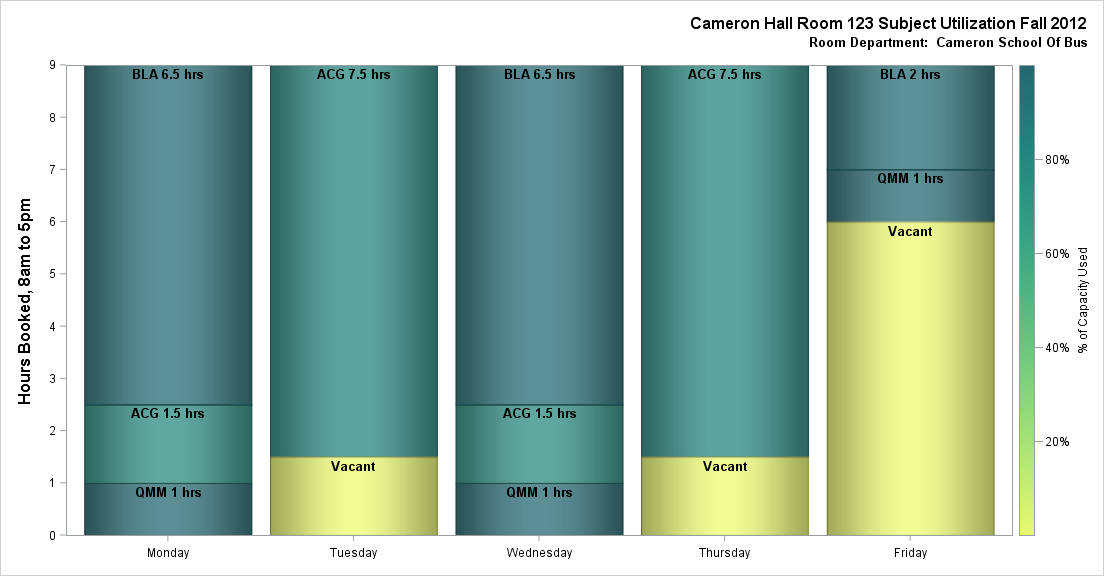 Cameron Hall Room 123 Subject Utilization Fall 2012
Room Department:  Cameron School Of Bus
Hours Booked, 8am to 5pm
9
8
7
6
5
4
3
2
1
0
BLA 6.5 hrs
ACG 1.5 hrs
QMM 1 hrs
ACG 7.5 hrs
Vacant
BLA 6.5 hrs
ACG 1.5 hrs
QMM 1 hrs
ACG 7.5 hrs
Vacant
BLA 2 hrs
QMM 1 hrs
Vacant
Monday
Tuesday
Wednesday
Thursday
Friday
80%
60%
40%
20%
% of Capacity Used